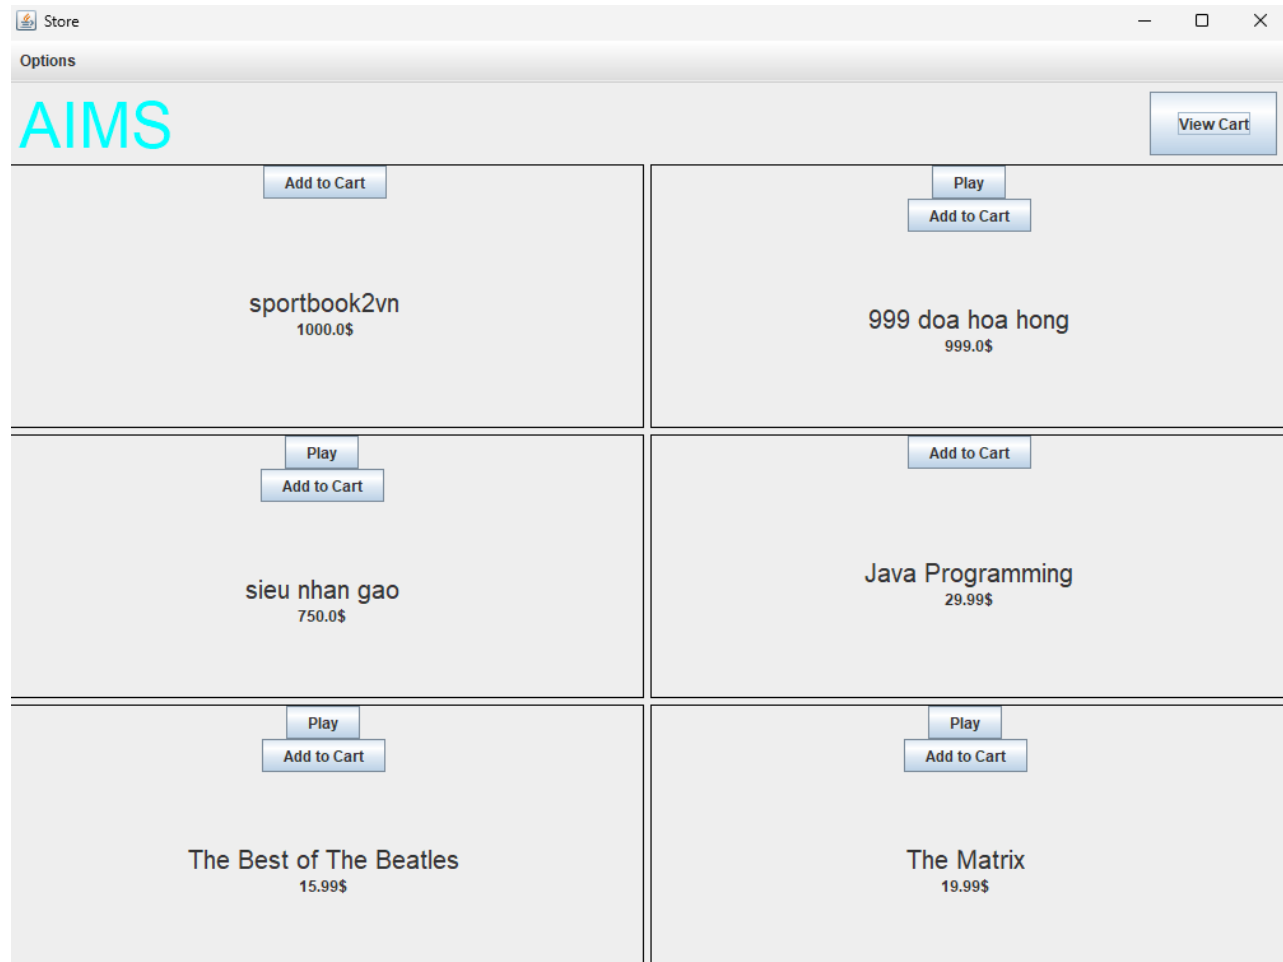 Store
Options
AIMS
View Cart
Add to Cart
sportbook2vn
1000.0$
Play
Add to Cart
999 doa hoa hong
999.0$
Play
Add to Cart
sieu nhan gao
750.0$
Add to Cart
Java Programming
29.99$
Play
Add to Cart
The Best of The Beatles
15.99$
Play
Add to Cart
The Matrix
19.99$